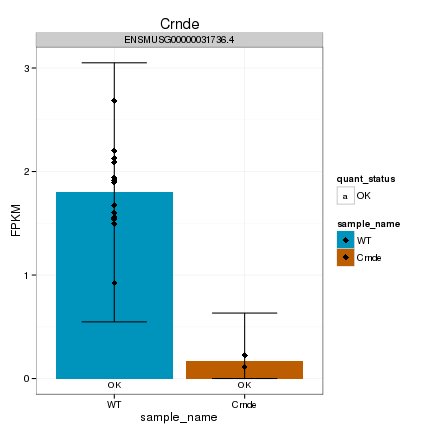 Crnde
ENSMUSG00000031736.4
3
2
1
0
FPKM
OK
OK
WT
Crnde
sample_name
quant_status
a OK
sample_name
WT
Crnde